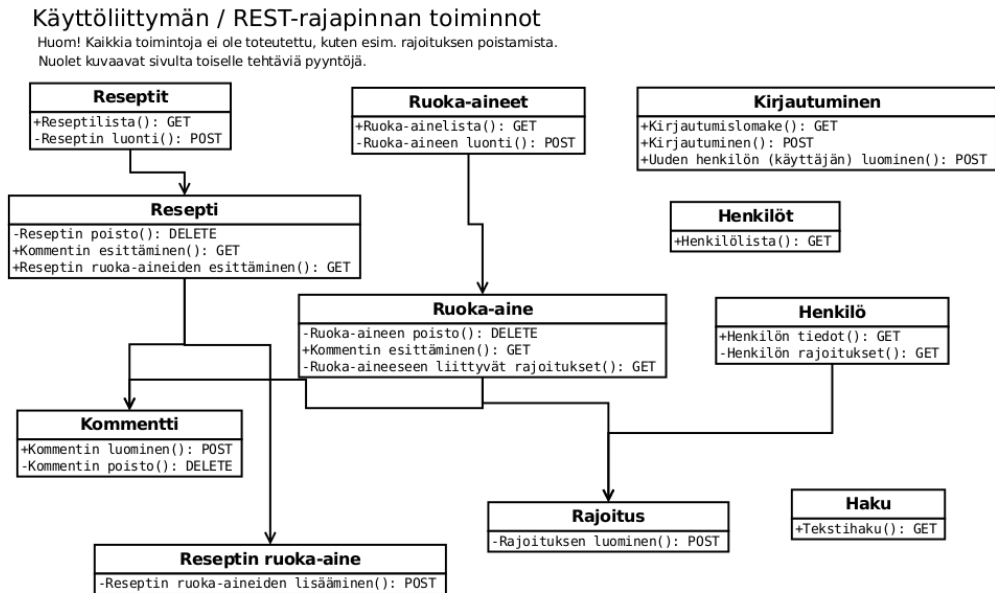 Käyttöliittymän / REST-rajapinnan toiminnot
Huom! Kaikkia toimintoja ei ole toteutettu, kuten esim. rajoituksen poistamista.
Nuolet kuvaavat sivulta toiselle tehtäviä pyyntöjä.
Reseptit
+Reseptilista(): GET
-Reseptin luonti(): POST
Ruoka-aineet
+Ruoka-ainelista(): GET
-Ruoka-aineen luonti(): POST
Kirjautuminen
+Kirjautumislomake(): GET
+Kirjautuminen(): POST
+Uuden henkilön (käyttäjän) luominen(): POST
Resepti
-Reseptin poisto(): DELETE
+Kommentin esittäminen(): GET
+Reseptin ruoka-aineiden esittäminen(): GET
Henkilöt
+Henkilölista(): GET
Ruoka-aine
-Ruoka-aineen poisto(): DELETE
+Kommentin esittäminen(): GET
-Ruoka-aineeseen liittyvät rajoitukset(): GET
Henkilö
+Henkilön tiedot(): GET
-Henkilön rajoitukset(): GET
Kommentti
+Kommentin luominen(): POST
-Kommentin poisto(): DELETE
Rajoitus
-Rajoituksen luominen(): POST
Haku
+Tekstihaku(): GET
Reseptin ruoka-aine
-Reseptin ruoka-aineiden lisääminen(): POST